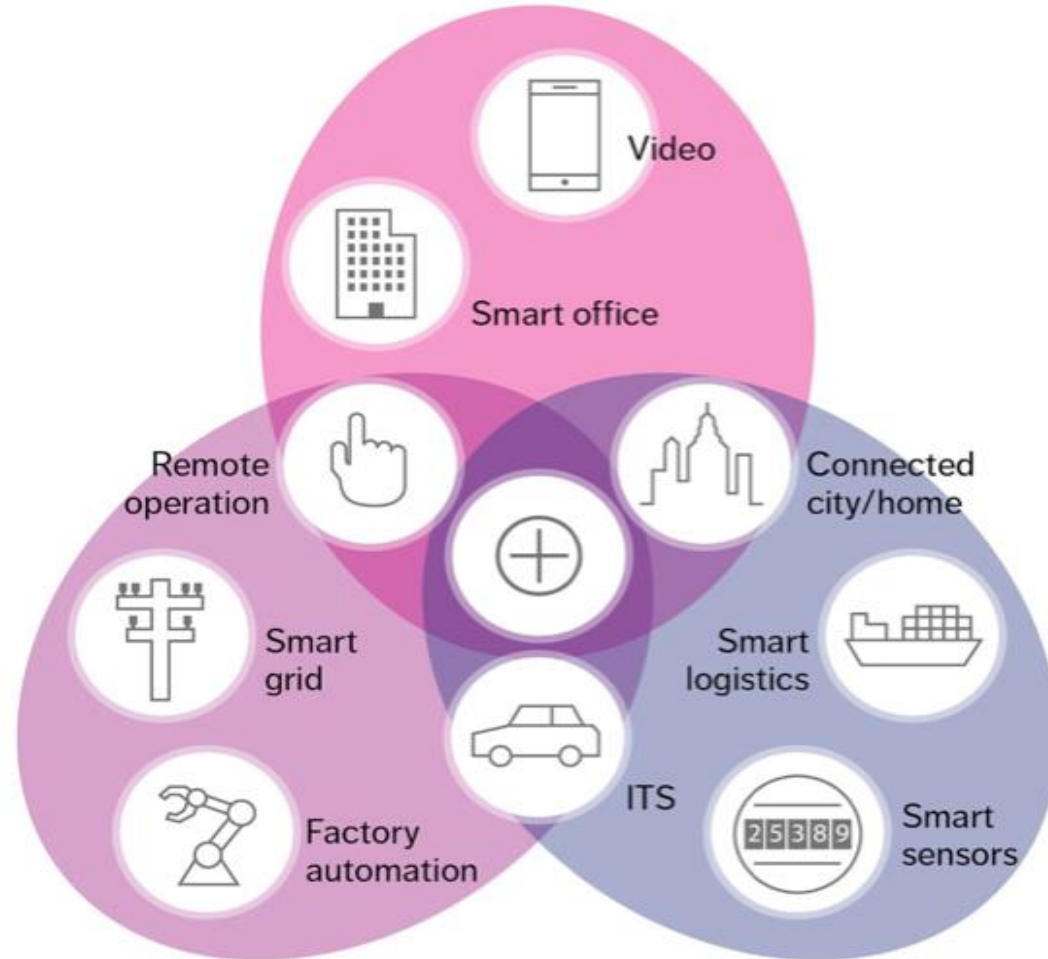 Video
Smart office
Remote
operation
Connected
city/home
Smart
grid
Smart
logistics
ITS
Factory
automation
25389
Smart
sensors